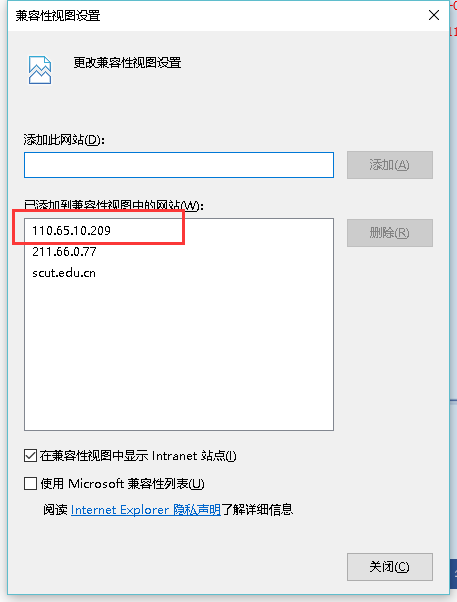 兼容性视图设置
更改兼容性视图设置
添加此网站(D):
添加(A)
已添加到兼容性视图中的网站(W):
110.65.10.209
删除(R)
211.66.0.77
scut.edu.cn
在兼容性视图中显示 Intranet 站点(I)
使用 Microsoft 兼容性列表(U)
阅读 Internet Explorer 隐私声明了解详细信息
关闭(C)